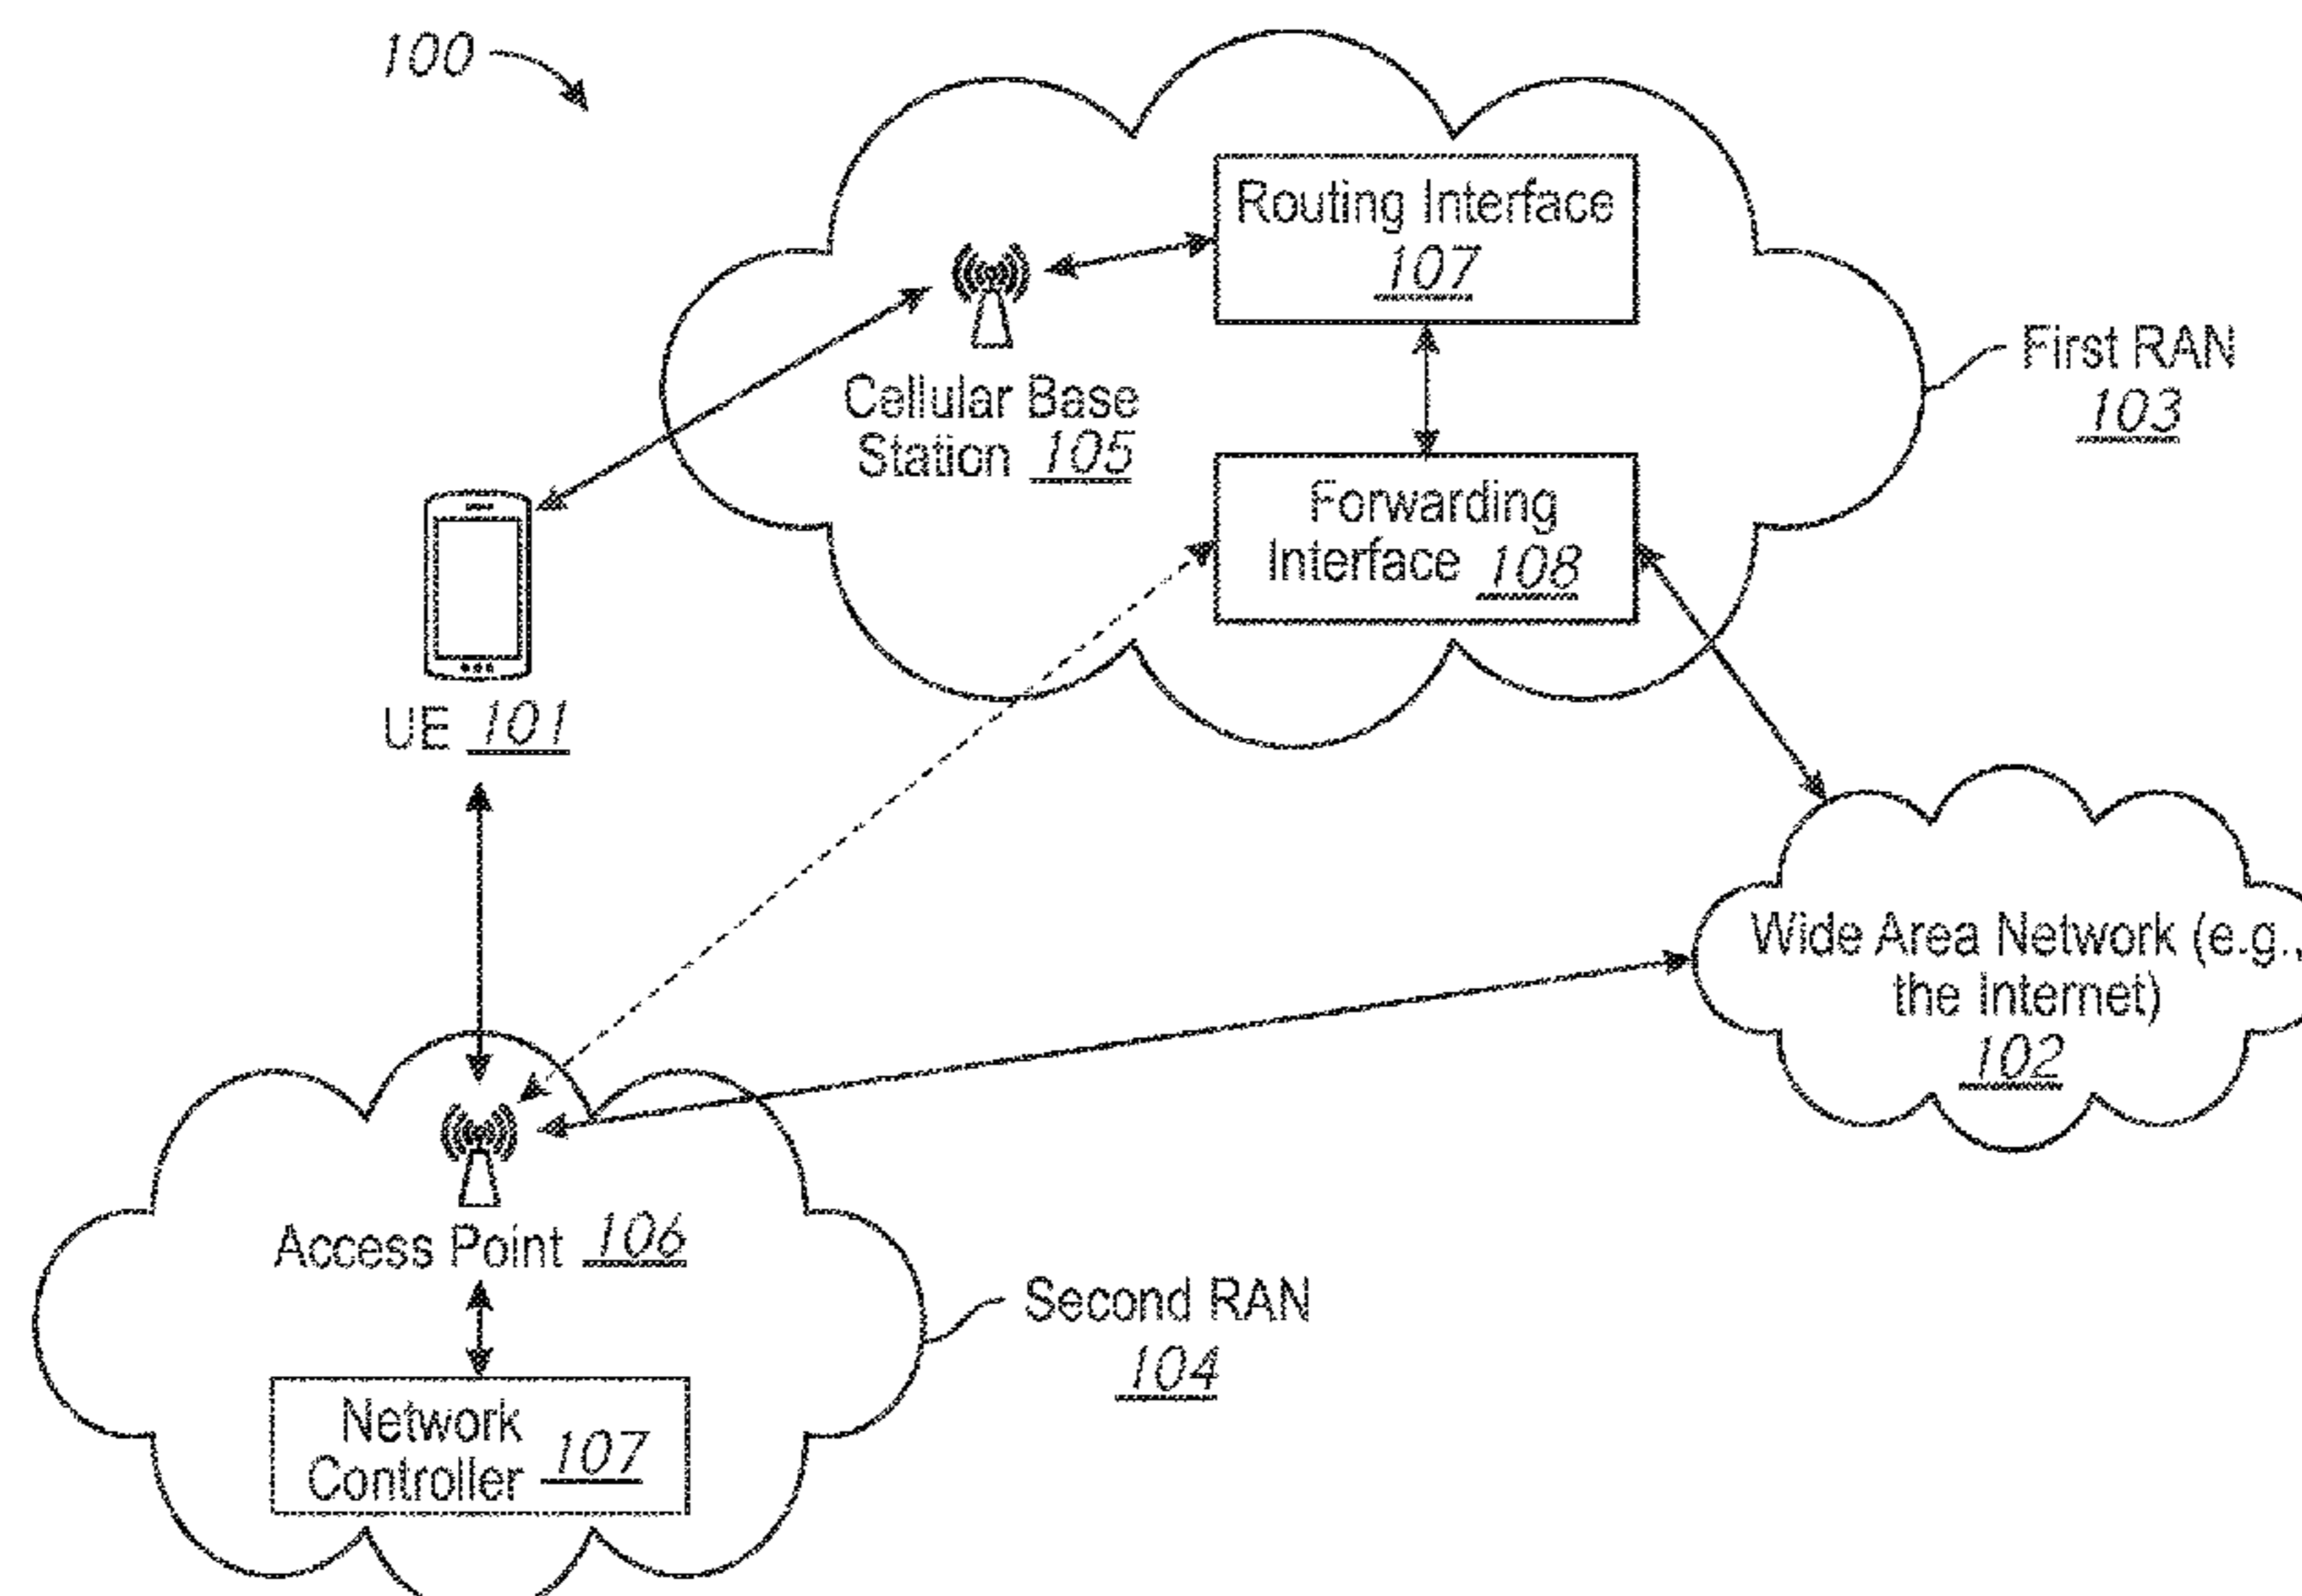 100
Routing Interface
107
Cellular Base
Station 105
First RAN
103
Forwarding
Interface 108
UE 101
Wide Area Network (e.g.,
the Internet)
102
Access Point 106
Second RAN
104
Network
Controller 107